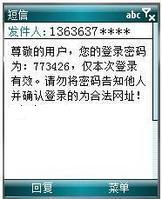 短信 abc
发件人:1363637****
尊敬的用户，您的登录密码
为：773426，仅本次登录
有效。请勿将密码告知他人
并确认登录的为合法网址！
回复 菜单